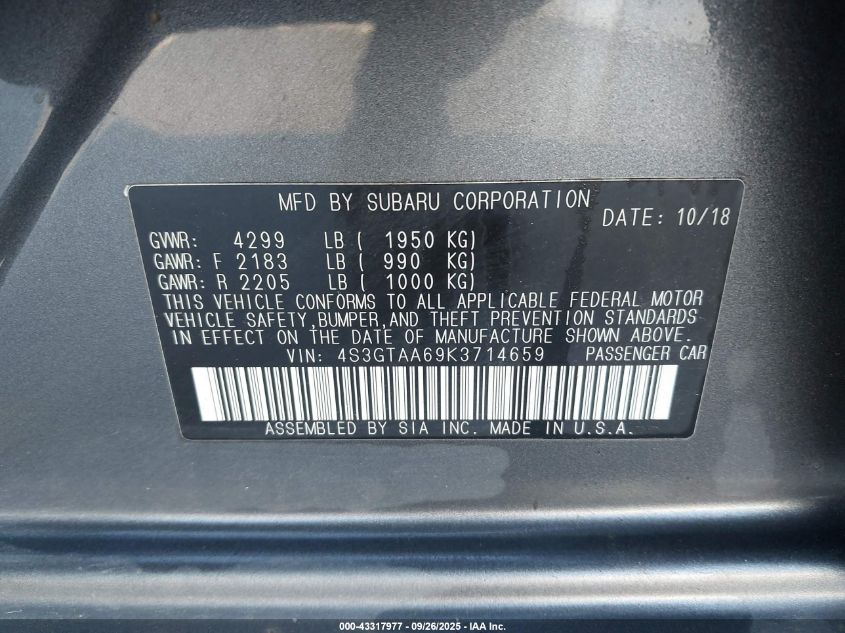 MFD BY SUBARU CORPORATION
DATE: 10/18
GVWR: 4299 LB ( 1950 KG)
GAWR: F 2183 LB ( 990 KG)
GAWR: R 2205 LB ( 1000 KG)
THIS VEHICLE CONFORMS TO ALL APPLICABLE FEDERAL MOTOR
VEHICLE SAFETY,BUMPER,AND THEFT PREVENTION STANDARDS
IN EFFECT ON THE DATE OF MANUFACTURE SHOWN ABOVE.
VIN: 4S3GTAA69K3714659 PASSENGER CAR
ASSEMBLED BY SIA INC. MADE IN U.S.A.
000-43317977 - 09/26/2025 - IAA Inc.